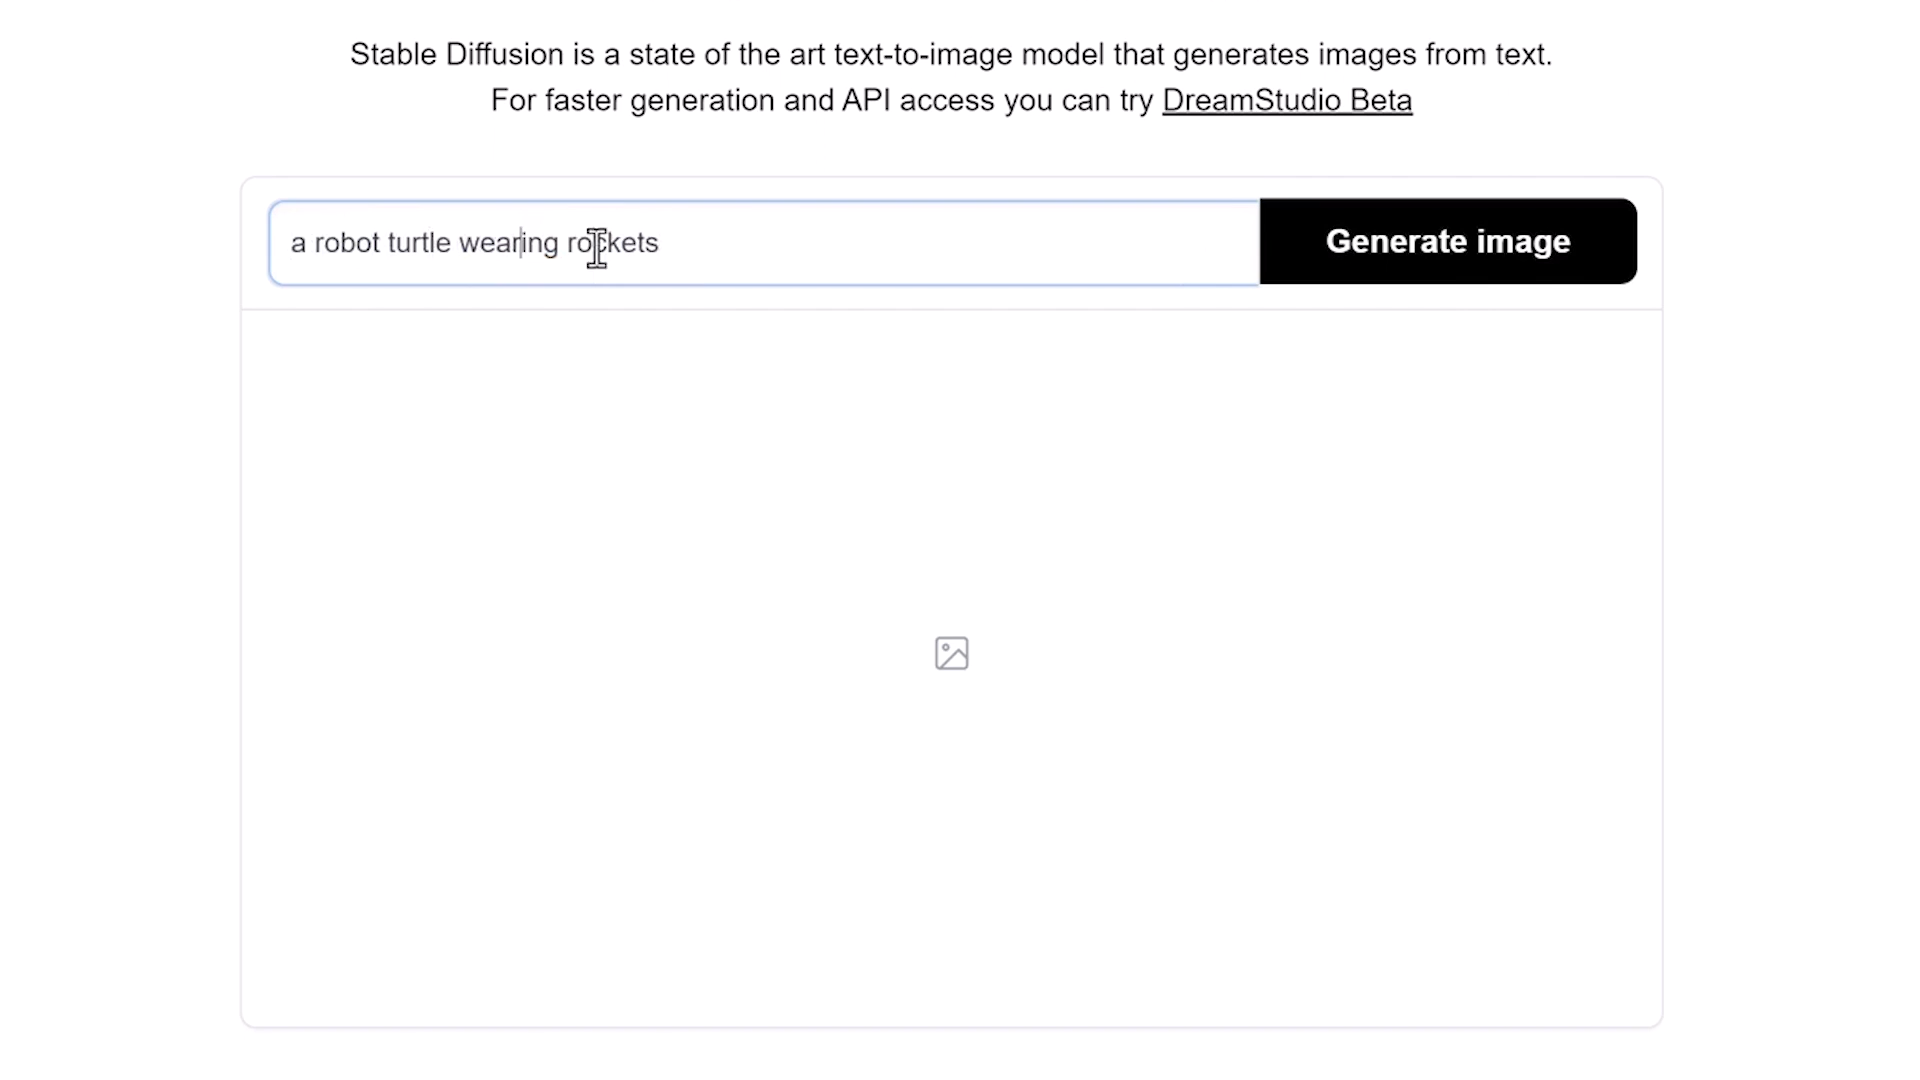 Stable Diffusion is a state of the art text-to-image model that generates images from text.
For faster generation and API access you can try DreamStudio Beta
a robot turtle wearing rockets
Generate image